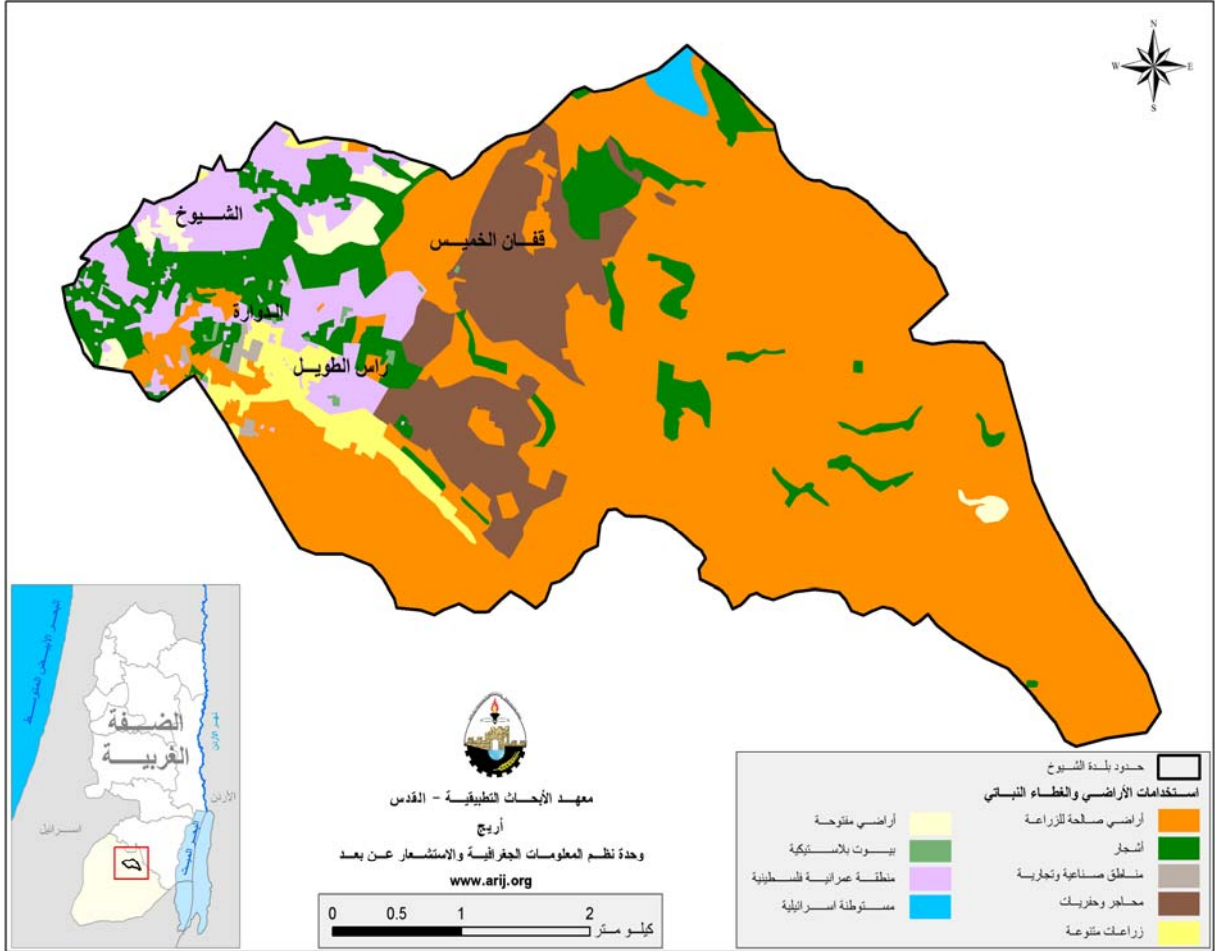 N
W E
S
الشيوخ
قفان الخميس
الدوارة
راس الطويل
البحر الأبيض المتوسط
نهر الأردن
الضفة
الغربية
الأردن
اسرائيل
البحر الميت
معهد الأبحاث التطبيقية - القدس
أريج
وحدة نظم المعلومات الجغرافية والاستشعار عن بعد
www.arij.org
0 0.5 1 2
كيلو متر
حدود بلدة الشيوخ
استخدامات الأراضي والغطاء النباتي
أراضي صالحة للزراعة
أشجار
مناطق صناعية وتجارية
محاجر وحفريات
زراعات متنوعة
أراضي مفتوحة
بيوت بلاستيكية
منطقة عمرانية فلسطينية
مستوطنة اسرائيلية